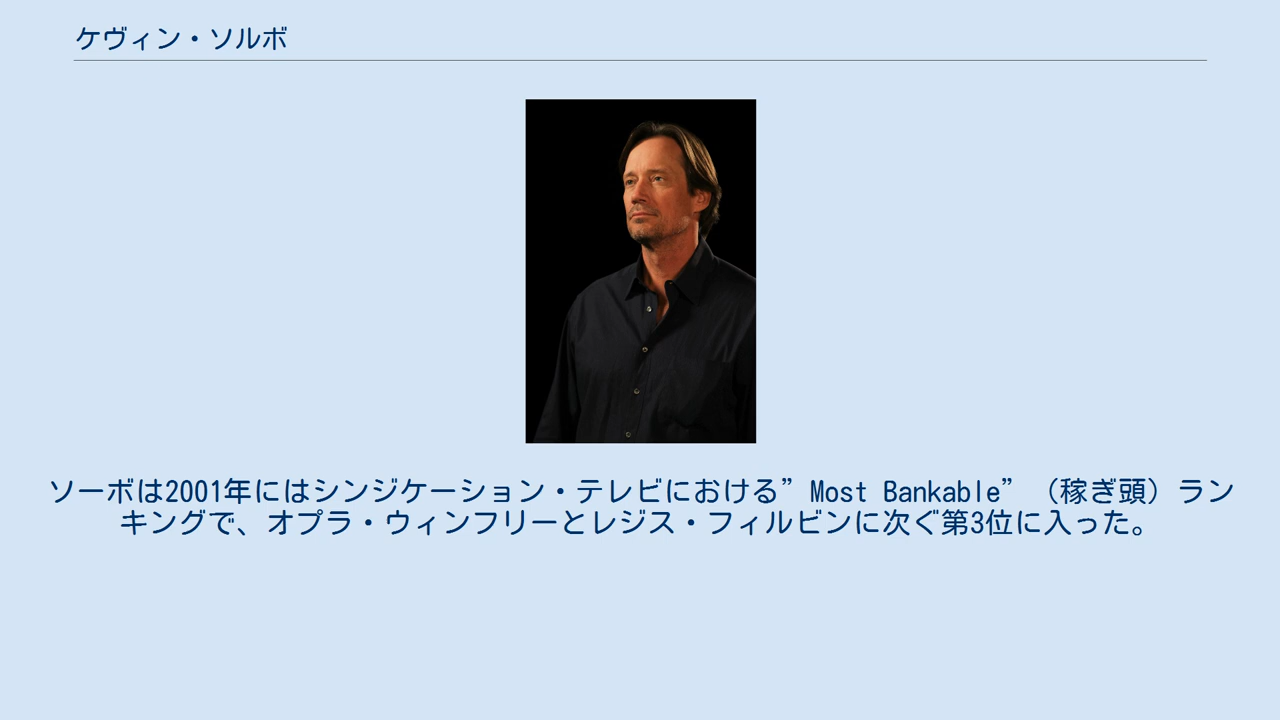 ケヴィン・ソルボ
ソーボは2001年にはシンジケーション・テレビにおける”Most Bankable”（稼ぎ頭）ラン
キングで、オプラ・ウィンフリーとレジス・フィルビンに次ぐ第3位に入った。